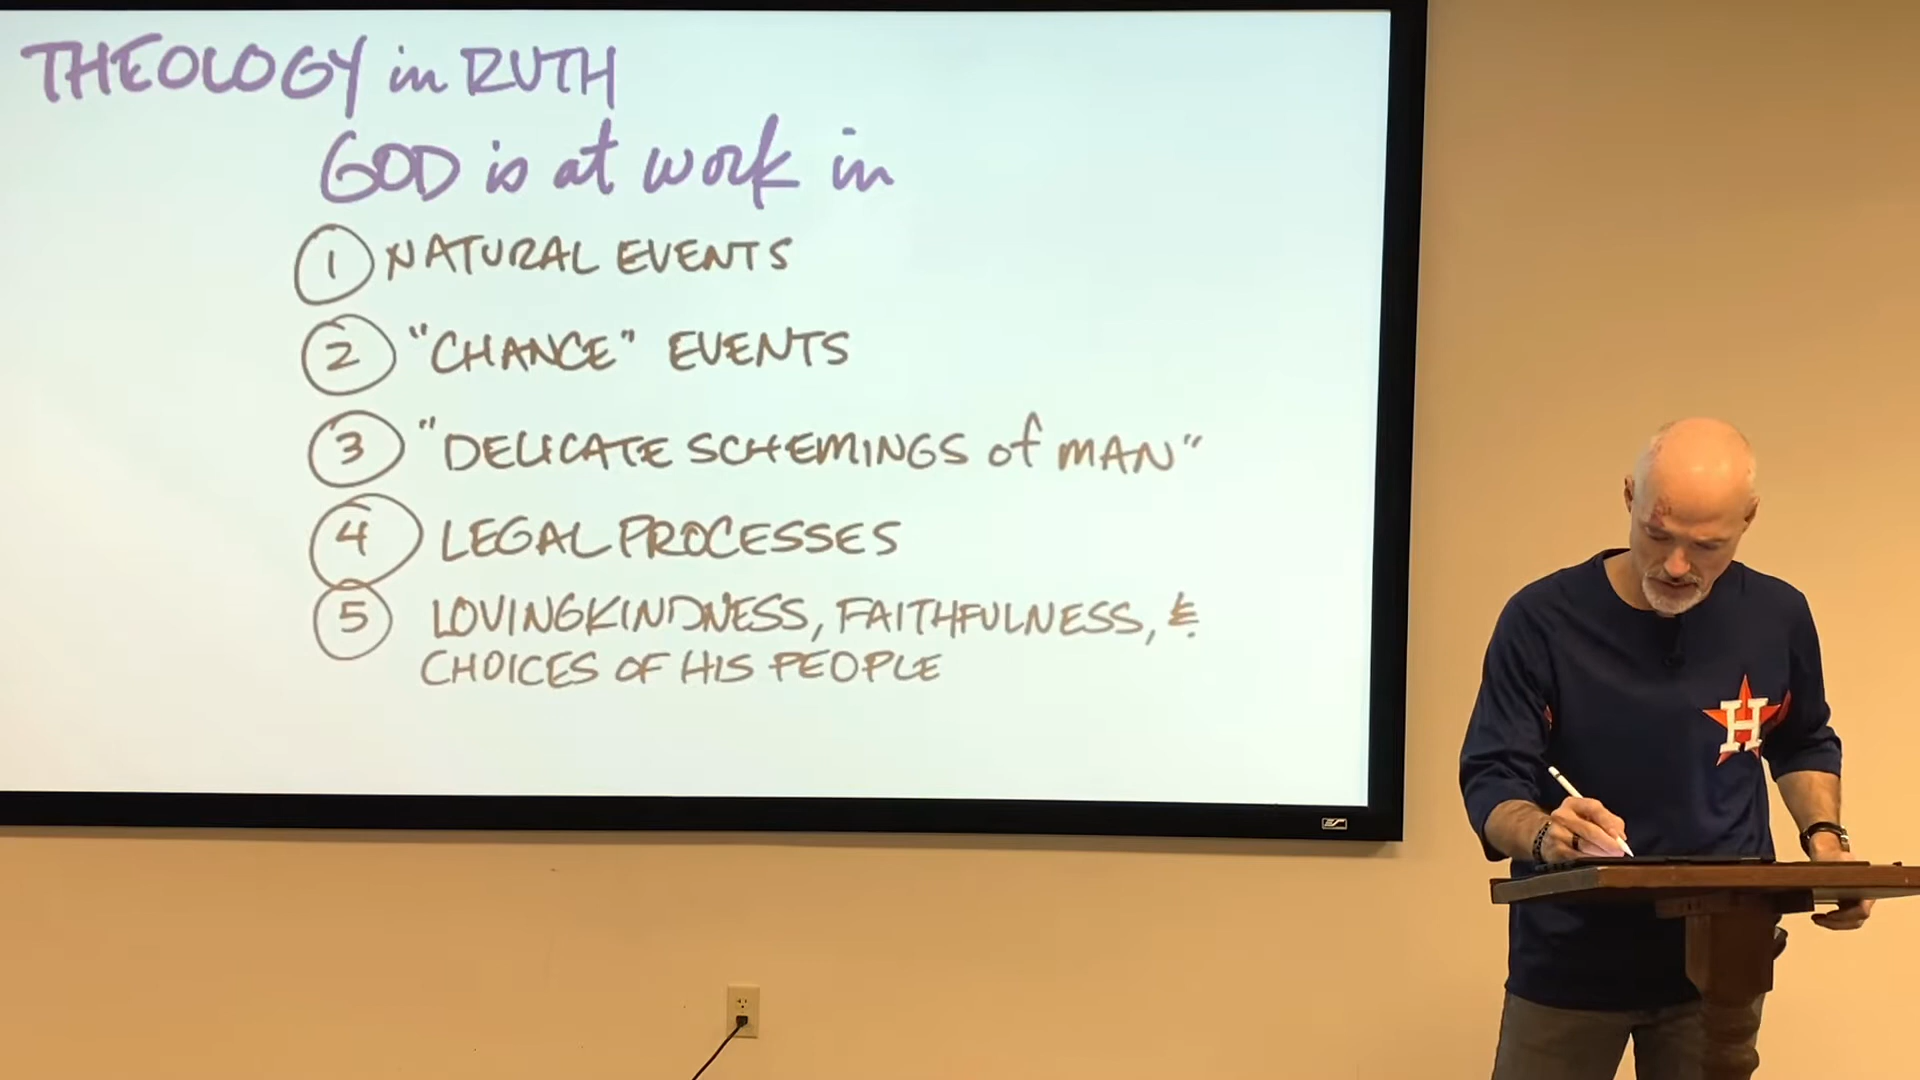 THEOLOGY in RUTH
GOD is at work in
1 NATURAL EVENTS
2 "CHANCE" EVENTS
3 "DELICATE SCHEMINGS of MAN"
4 LEGAL PROCESSES
5 LOVINGKINDNESS, FAITHFULNESS, &
CHOICES OF HIS PEOPLE
H